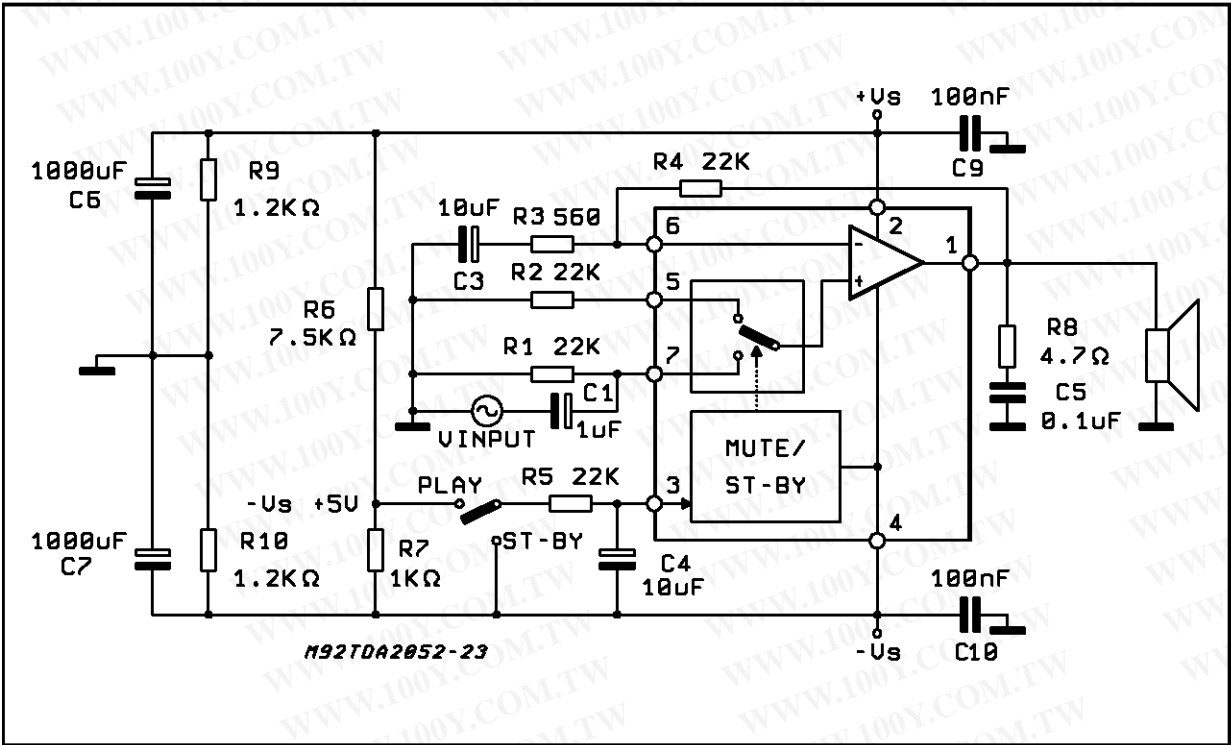 +Vs
100nF
C9
R4 22K
1000uF
C6
R9
1.2KΩ
10uF
C3
R3 560
6
2
1
R2 22K
5
R6
7.5KΩ
R1 22K
7
R8
4.7Ω
C1
1uF
VINPUT
C5
0.1uF
MUTE/
ST-BY
PLAY
R5 22K
3
-Vs +5V
ST-BY
4
1000uF
C7
R10
1.2KΩ
R7
1KΩ
C4
10uF
100nF
C10
-Vs
-
+
M92TDA2052-23
WWW.100Y.COM.TW